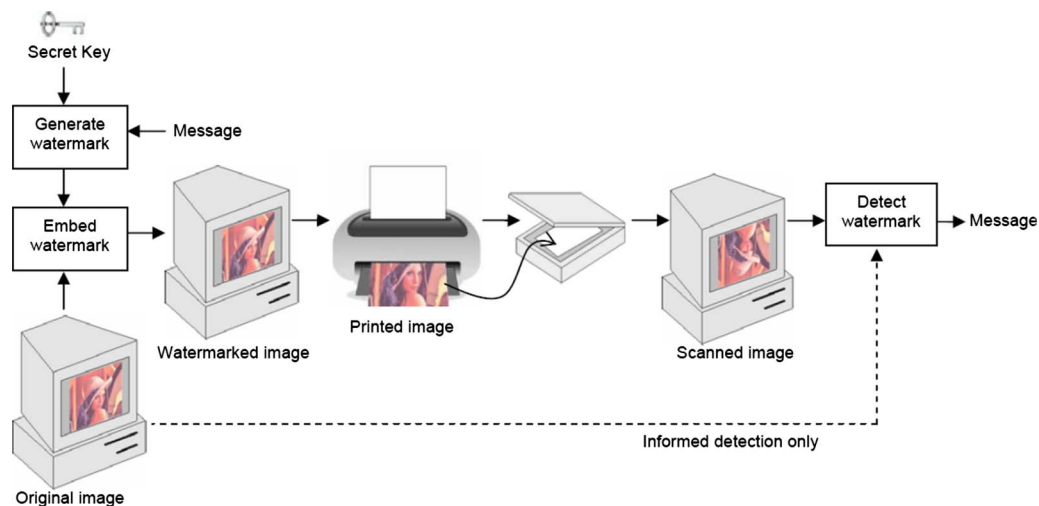 Secret Key
Generate
watermark
Message
Embed
watermark
Detect
watermark
Message
Printed image
Watermarked image
Scanned image
Informed detection only
Original image